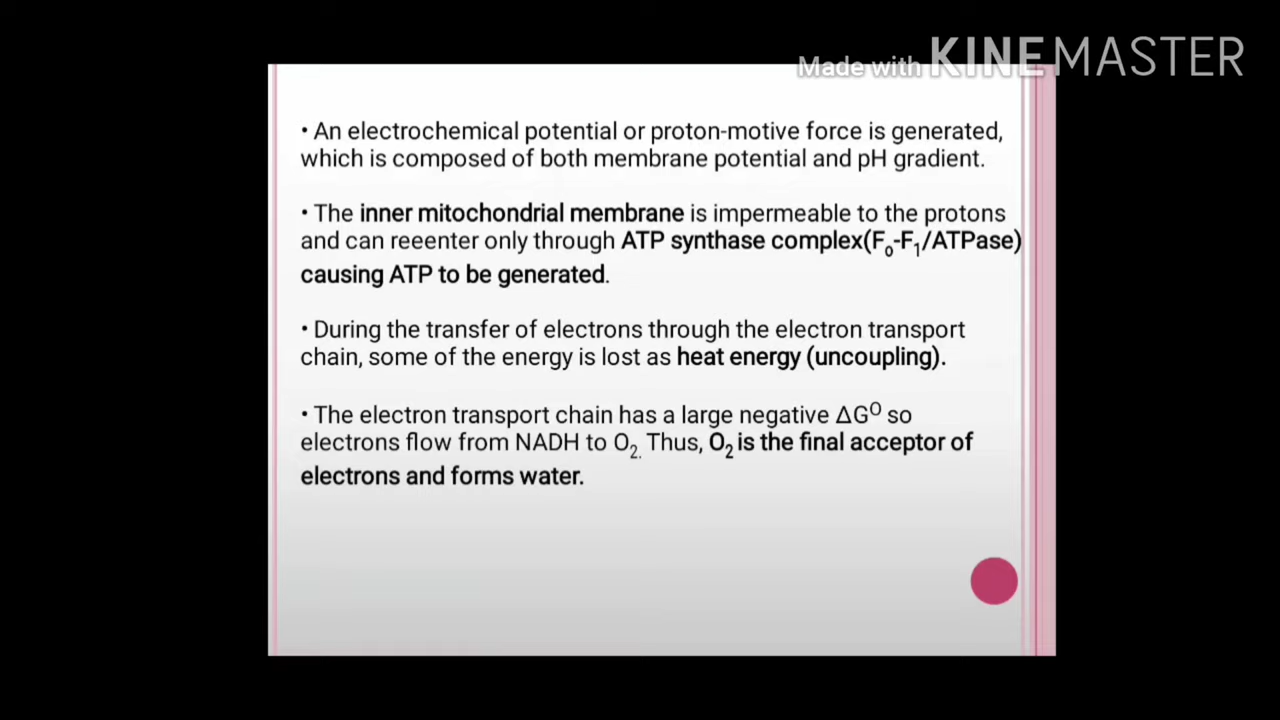 Made with KINEMASTER
• An electrochemical potential or proton-motive force is generated,
which is composed of both membrane potential and pH gradient.
• The inner mitochondrial membrane is impermeable to the protons
and can reeenter only through ATP synthase complex(F₀-F₁/ATPase)
causing ATP to be generated.
• During the transfer of electrons through the electron transport
chain, some of the energy is lost as heat energy (uncoupling).
• The electron transport chain has a large negative ΔG⁰ so
electrons flow from NADH to O₂. Thus, O₂ is the final acceptor of
electrons and forms water.